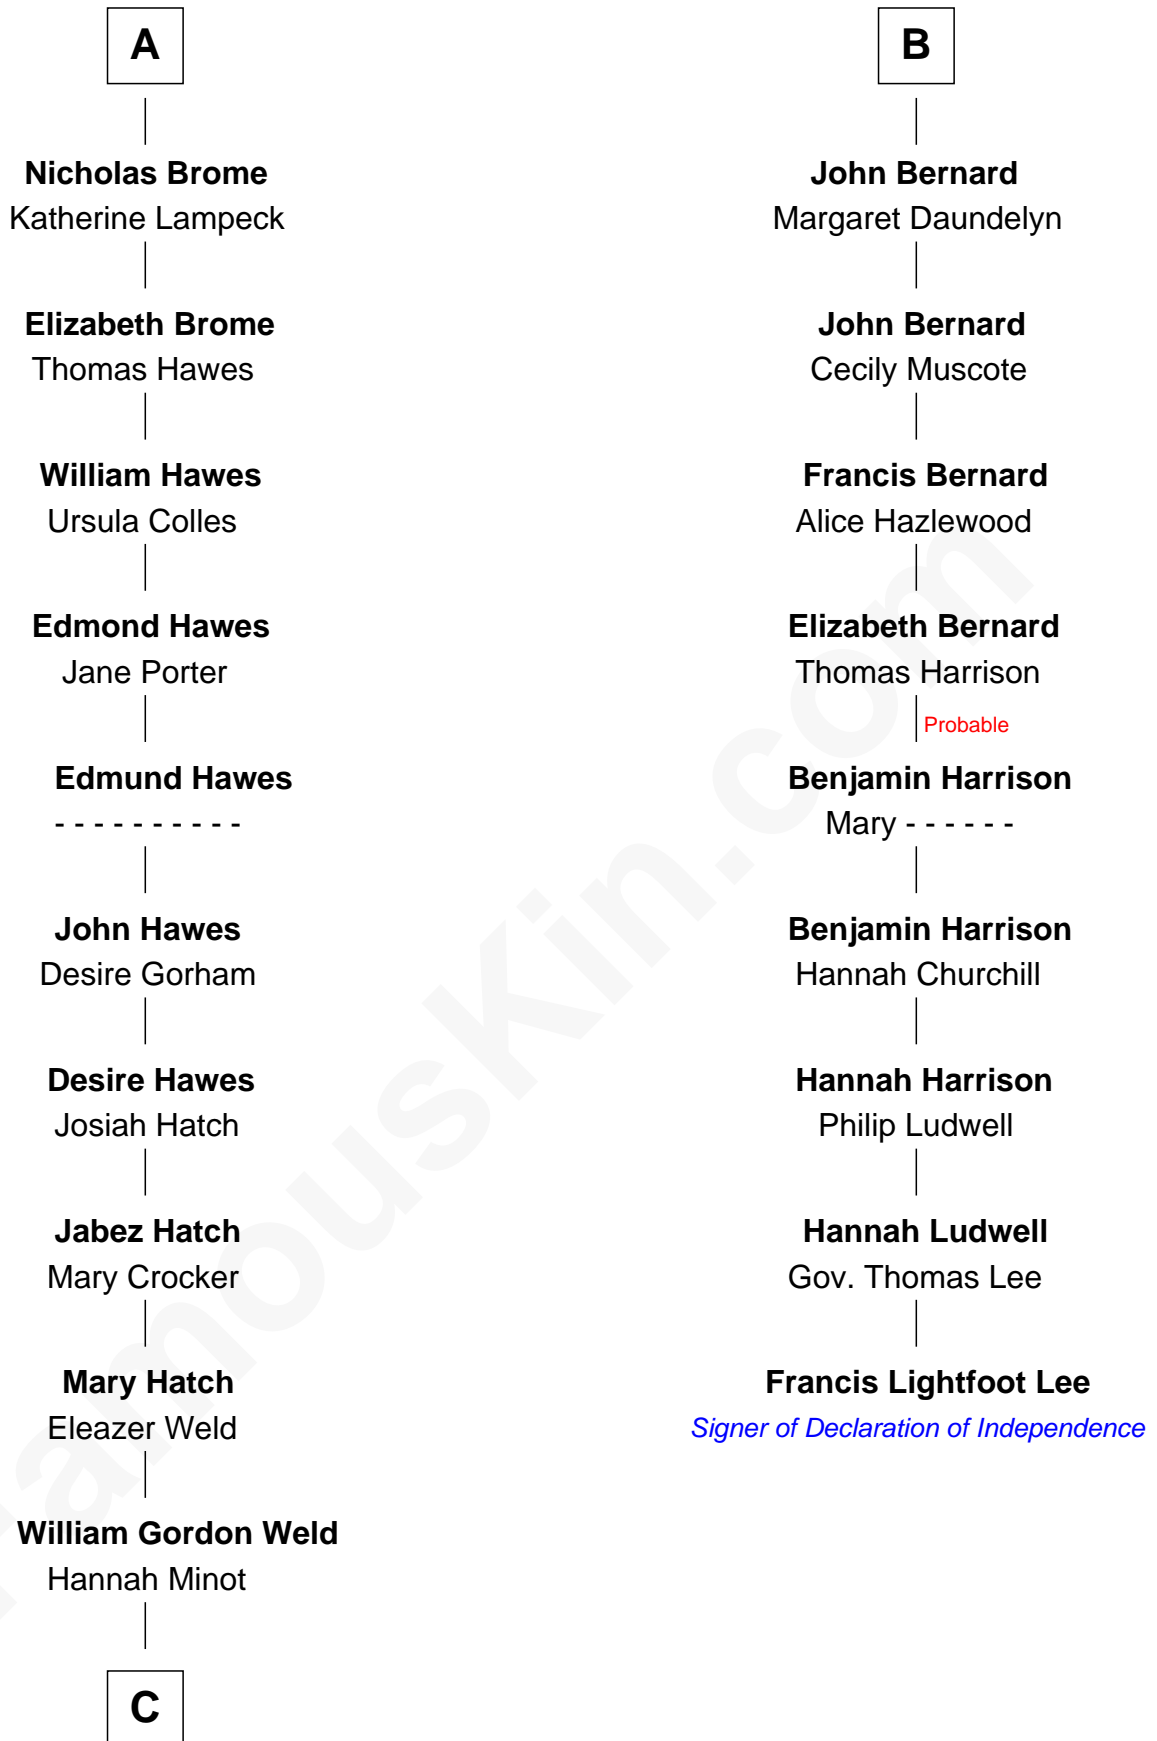 A
Nicholas Brome
Katherine Lampeck
Elizabeth Brome
Thomas Hawes
William Hawes
Ursula Colles
Edmond Hawes
Jane Porter
Edmund Hawes
- - - - - - - - - -
John Hawes
Desire Gorham
Desire Hawes
Josiah Hatch
Jabez Hatch
Mary Crocker
Mary Hatch
Eleazer Weld
William Gordon Weld
Hannah Minot
C
B
John Bernard
Margaret Daundelyn
John Bernard
Cecily Muscote
Francis Bernard
Alice Hazlewood
Elizabeth Bernard
Thomas Harrison
Probable
Benjamin Harrison
Mary - - - - - -
Benjamin Harrison
Hannah Churchill
Hannah Harrison
Philip Ludwell
Hannah Ludwell
Gov. Thomas Lee
Francis Lightfoot Lee
Signer of Declaration of Independence
FamousKin.com